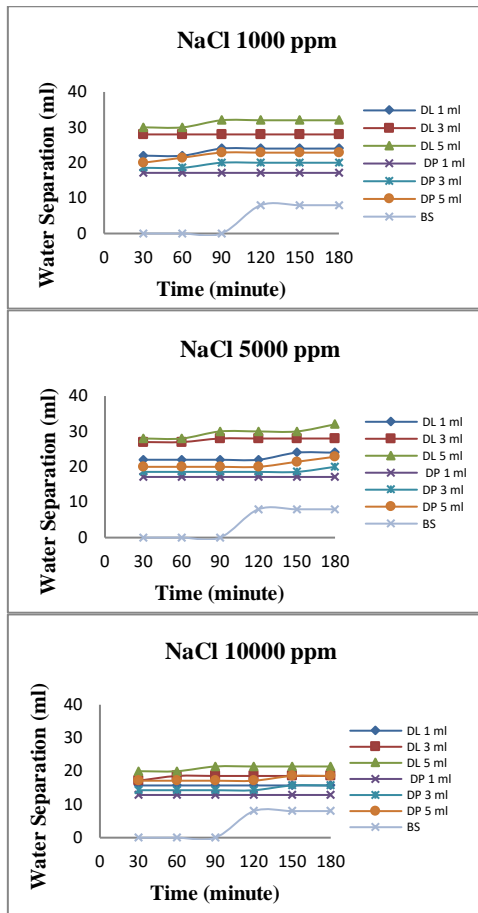 NaCl 1000 ppm
Water Separation (ml)
40
30
20
10
0
0 30 60 90 120 150 180
Time (minute)
DL 1 ml
DL 3 ml
DL 5 ml
DP 1 ml
DP 3 ml
DP 5 ml
BS
NaCl 5000 ppm
Water Separation (ml)
40
30
20
10
0
0 30 60 90 120 150 180
Time (minute)
DL 1 ml
DL 3 ml
DL 5 ml
DP 1 ml
DP 3 ml
DP 5 ml
BS
NaCl 10000 ppm
Water Separation (ml)
40
30
20
10
0
0 30 60 90 120 150 180
Time (minute)
DL 1 ml
DL 3 ml
DL 5 ml
DP 1 ml
DP 3 ml
DP 5 ml
BS